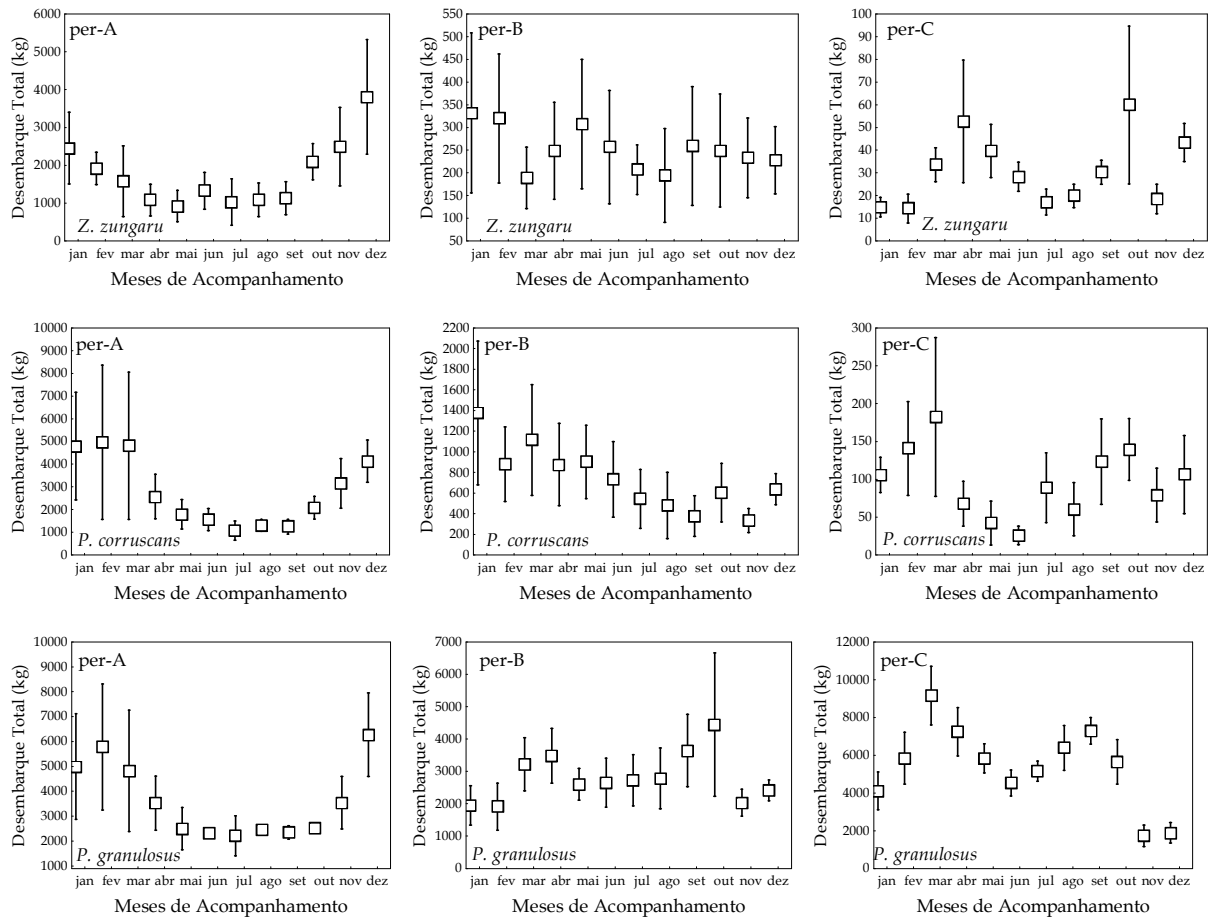 per-A
Desembarque Total (kg)
6000
5000
4000
3000
2000
1000
0
Z. zungaru
jan fev mar abr mai jun jul ago set out nov dez
Meses de Acompanhamento
per-B
Desembarque Total (kg)
550
500
450
400
350
300
250
200
150
100
50
Z. zungaru
jan fev mar abr mai jun jul ago set out nov dez
Meses de Acompanhamento
per-C
Desembarque Total (kg)
100
80
60
40
20
10
0
Z. zungaru
jan fev mar abr mai jun jul ago set out nov dez
Meses de Acompanhamento
per-A
Desembarque Total (kg)
10000
9000
8000
7000
6000
5000
4000
3000
2000
1000
0
P. corruscans
jan fev mar abr mai jun jul ago set out nov dez
Meses de Acompanhamento
per-B
Desembarque Total (kg)
2200
2000
1800
1600
1400
1200
1000
800
600
400
200
0
P. corruscans
jan fev mar abr mai jun jul ago set out nov dez
Meses de Acompanhamento
per-C
Desembarque Total (kg)
300
200
150
100
50
0
P. corruscans
jan fev mar abr mai jun jul ago set out nov dez
Meses de Acompanhamento
per-A
Desembarque Total (kg)
10000
9000
8000
7000
6000
5000
4000
3000
2000
1000
900
P. granulosus
jan fev mar abr mai jun jul ago set out nov dez
Meses de Acompanhamento
per-B
Desembarque Total (kg)
7000
6000
5000
4000
3000
2000
1000
0
P. granulosus
jan fev mar abr mai jun jul ago set out nov dez
Meses de Acompanhamento
per-C
Desembarque Total (kg)
12000
10000
8000
6000
4000
2000
0
P. granulosus
jan fev mar abr mai jun jul ago set out nov dez
Meses de Acompanhamento